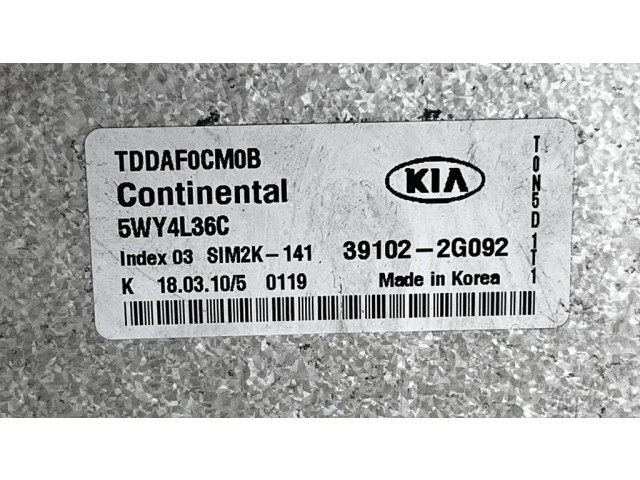 TDDAF0CM0B
Continental
5WY4L36C
Index 03 SIM2K-141
K 18.03.10/5 0119
KIA
39102-2G092
Made in Korea
T0N5D1T1